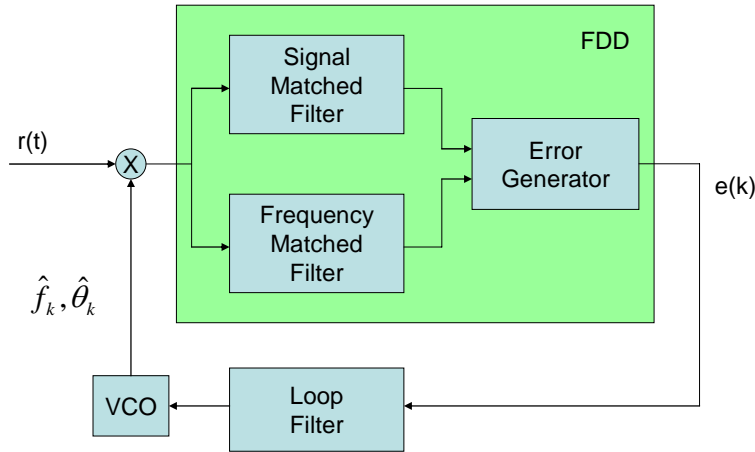 FDD
Signal
Matched
Filter
r(t)
X
Error
Generator
e(k)
Frequency
Matched
Filter
f̂ₖ, θ̂ₖ
VCO
Loop
Filter